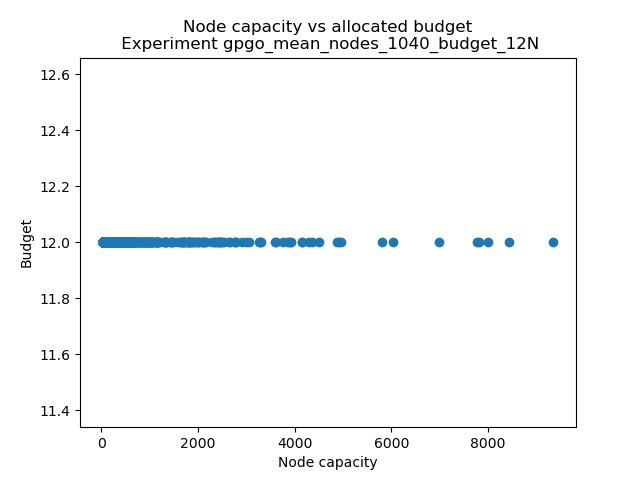 Node capacity vs allocated budget
Experiment gpgo_mean_nodes_1040_budget_12N
12.6
12.4
12.2
12.0
11.8
11.6
11.4
Budget
0 2000 4000 6000 8000
Node capacity